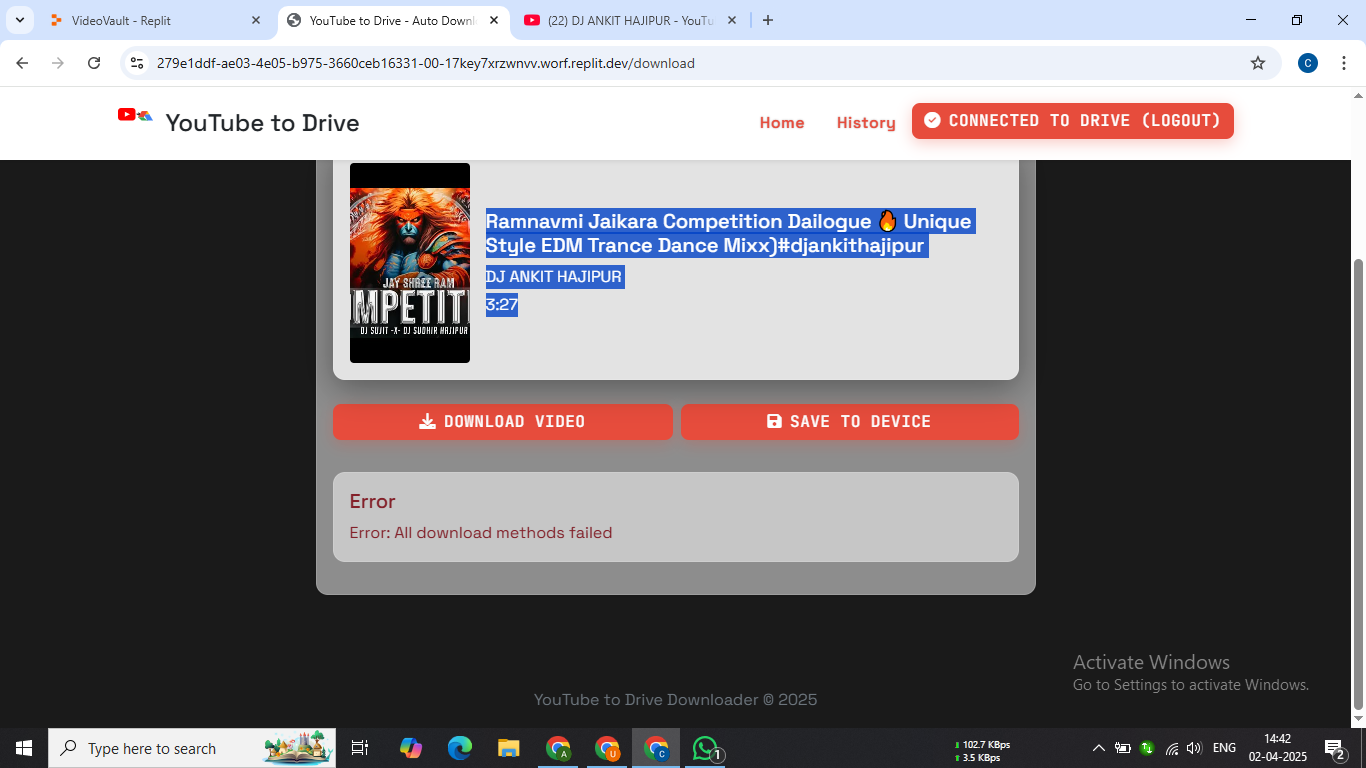 VideoVault - Replit
YouTube to Drive - Auto Downl
(22) DJ ANKIT HAJIPUR - YouTu
279e1ddf-ae03-4e05-b975-3660ceb16331-00-17key7xrzwnvv.worf.replit.dev/download
C
YouTube to Drive
Home
History
CONNECTED TO DRIVE (LOGOUT)
JAY SHREE RAM
MPETIT
DJ SUJIT -X- DJ SUDHIR HAJIPUR
Ramnavmi Jaikara Competition Dailogue 🔥 Unique
Style EDM Trance Dance Mixx)#djankithajipur
DJ ANKIT HAJIPUR
3:27
DOWNLOAD VIDEO
SAVE TO DEVICE
Error
Error: All download methods failed
Activate Windows
Go to Settings to activate Windows.
YouTube to Drive Downloader © 2025
Type here to search
A
U
C
1
102.7 KBps
3.5 KBps
ENG
14:42
02-04-2025
2